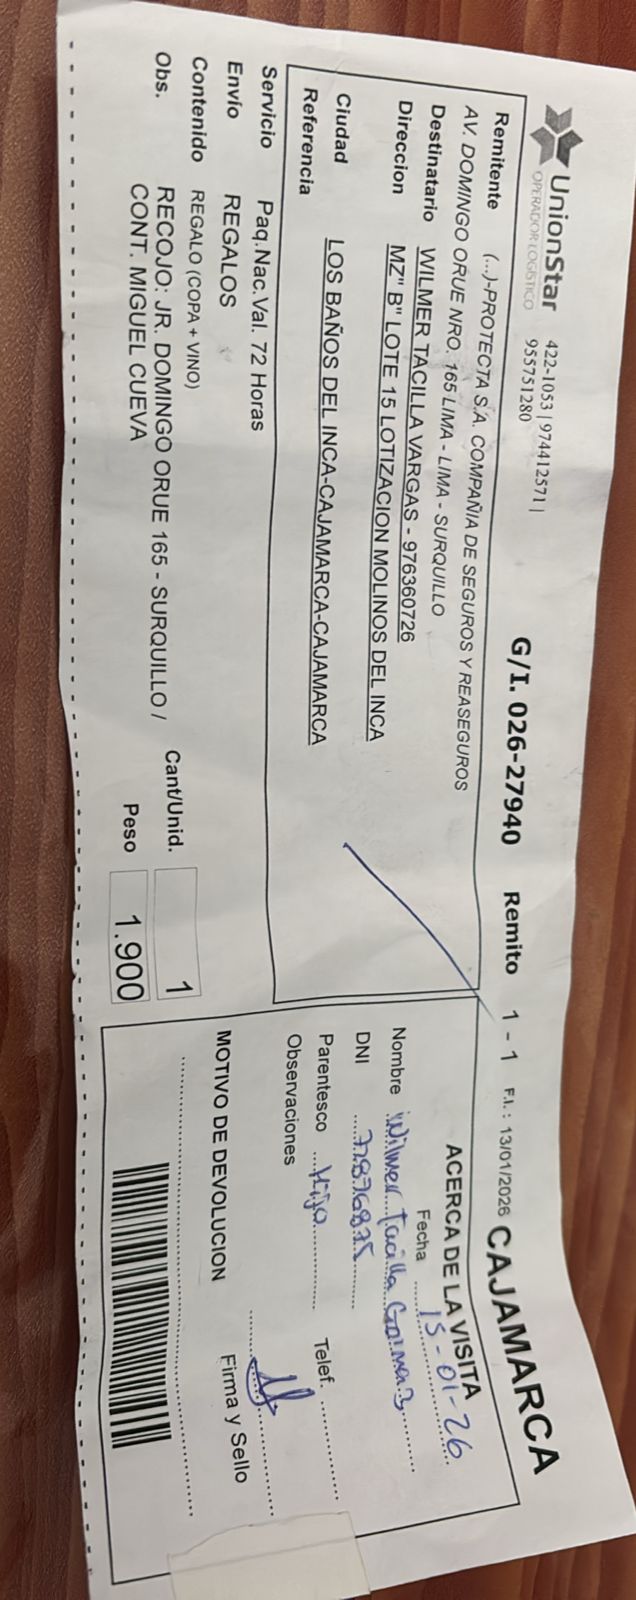 UnionStar
OPERADOR LOGÍSTICO
422-1053 | 974412571 |
955751280
G/I. 026-27940 Remito 1 - 1 F.I.: 13/01/2026 CAJAMARCA
Remitente (...)-PROTECTA S.A. COMPAÑIA DE SEGUROS Y REASEGUROS
AV. DOMINGO ORUE NRO. 165 LIMA - LIMA - SURQUILLO
Destinatario WILMER TACILLA VARGAS - 976360726
Direccion MZ" B" LOTE 15 LOTIZACION MOLINOS DEL INCA
Ciudad LOS BAÑOS DEL INCA-CAJAMARCA-CAJAMARCA
Referencia
Servicio Paq.Nac.Val. 72 Horas
Envío REGALOS
Contenido REGALO (COPA + VINO)
Obs. RECOJO: JR. DOMINGO ORUE 165 - SURQUILLO /
CONT. MIGUEL CUEVA
Cant/Unid. 1
Peso 1.900
ACERCA DE LA VISITA
Fecha 15-01-26
Nombre Wilmer Tacilla
DNI
Parentesco Hijo Telef.
Observaciones
MOTIVO DE DEVOLUCION Firma y Sello